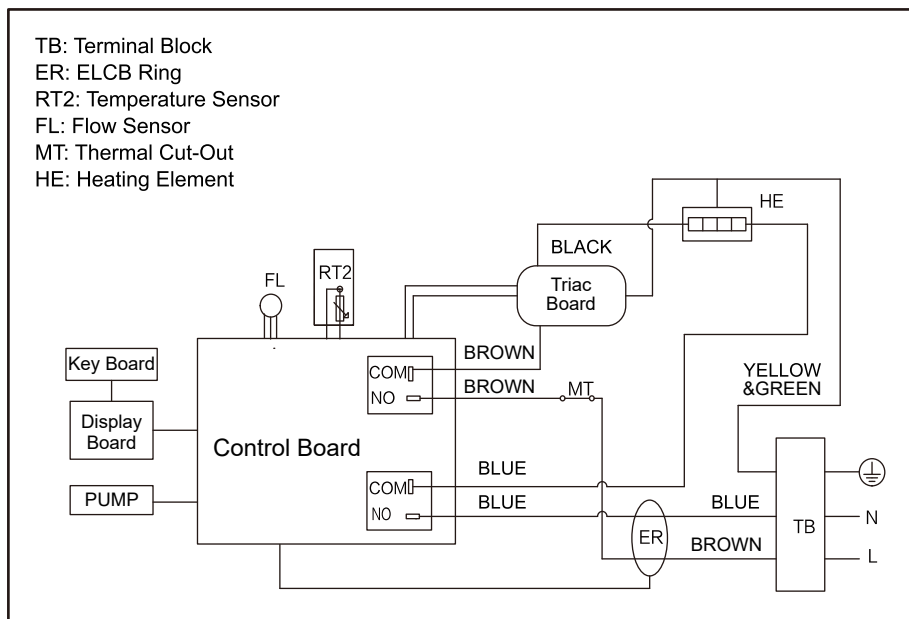 TB: Terminal Block
ER: ELCB Ring
RT2: Temperature Sensor
FL: Flow Sensor
MT: Thermal Cut-Out
HE: Heating Element
HE
BLACK
RT2
FL
Triac
Board
BROWN
Key Board
COM
BROWN
MT
YELLOW
&GREEN
NO
Display
Board
Control Board
BLUE
COM
PUMP
BLUE
BLUE
NO
N
TB
ER
BROWN
L